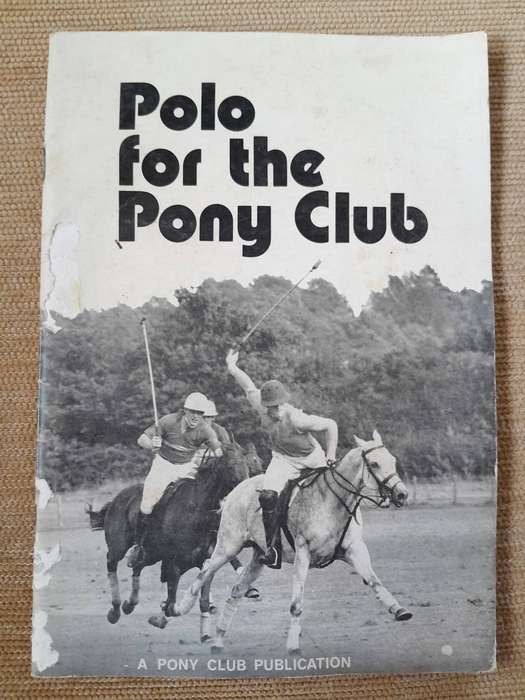 Polo
for the
Pony Club
A PONY CLUB PUBLICATION